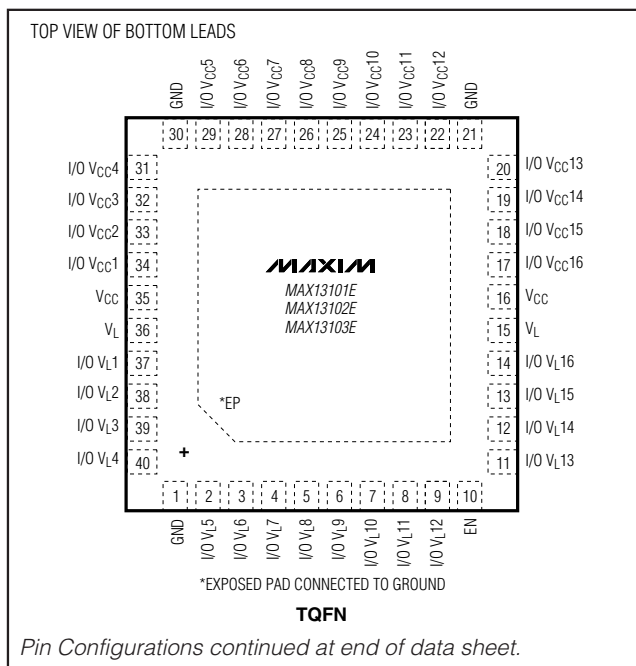 TOP VIEW OF BOTTOM LEADS
GND
I/O VCC5
I/O VCC6
I/O VCC7
I/O VCC8
I/O VCC9
I/O VCC10
I/O VCC11
I/O VCC12
GND
30 29 28 27 26 25 24 23 22 21
I/O VCC4 31
I/O VCC3 32
I/O VCC2 33
I/O VCC1 34
VCC 35
VL 36
I/O VL1 37
I/O VL2 38
I/O VL3 39
I/O VL4 40
MAXIM
MAX13101E
MAX13102E
MAX13103E
*EP
+
20 I/O VCC13
19 I/O VCC14
18 I/O VCC15
17 I/O VCC16
16 VCC
15 VL
14 I/O VL16
13 I/O VL15
12 I/O VL14
11 I/O VL13
1 2 3 4 5 6 7 8 9 10
GND
I/O VL5
I/O VL6
I/O VL7
I/O VL8
I/O VL9
I/O VL10
I/O VL11
I/O VL12
EN
*EXPOSED PAD CONNECTED TO GROUND
TQFN
Pin Configurations continued at end of data sheet.